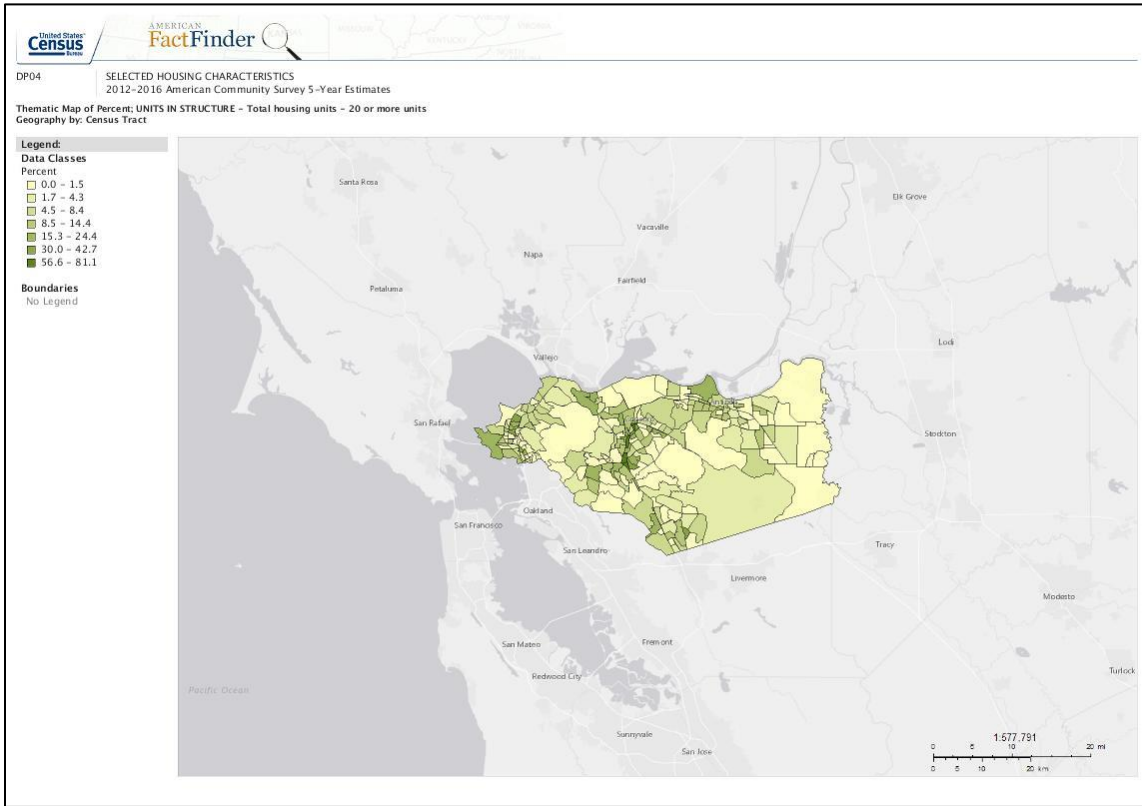 United States™
Census
Bureau
AMERICAN
FactFinder
KENTUCKY
DP04 SELECTED HOUSING CHARACTERISTICS
2012-2016 American Community Survey 5-Year Estimates
Thematic Map of Percent; UNITS IN STRUCTURE - Total housing units - 20 or more units
Geography by: Census Tract
Legend:
Data Classes
Percent
0.0 - 1.5
1.7 - 4.3
4.5 - 8.4
8.5 - 14.4
15.3 - 24.4
30.0 - 42.7
56.6 - 81.1
Boundaries
No Legend
Santa Rosa
Elk Grove
Vacaville
Napa
Fairfield
Petaluma
Lodi
Vallejo
San Rafael
Stockton
Oakland
San Francisco
San Leandro
Tracy
Livermore
Modesto
San Mateo
Fremont
Redwood City
Turlock
Pacific Ocean
Sunnyvale
San Jose
1:577,791
0 5 10 20 mi
0 5 10 20 km